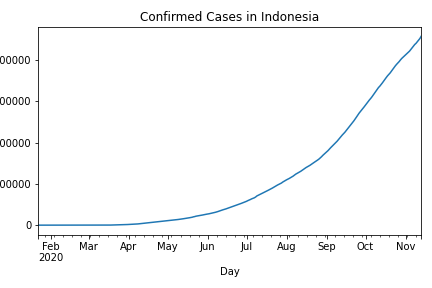 Confirmed Cases in Indonesia
0
Feb Mar Apr May Jun Jul Aug Sep Oct Nov
2020
Day